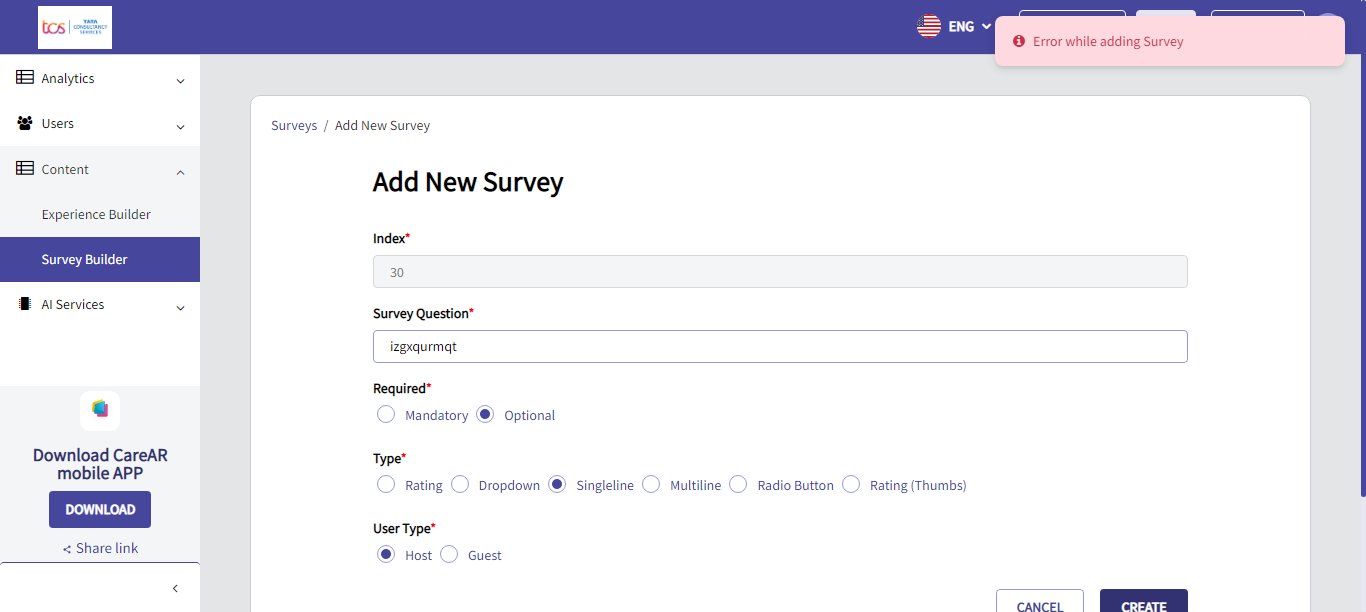 tcs TATA CONSULTANCY SERVICES
ENG
Error while adding Survey
Analytics
Users
Content
Experience Builder
Survey Builder
AI Services
Download CareAR
mobile APP
DOWNLOAD
Share link
Surveys / Add New Survey
Add New Survey
Index*
30
Survey Question*
izgxqurmqt
Required*
Mandatory Optional
Type*
Rating Dropdown Singleline Multiline Radio Button Rating (Thumbs)
User Type*
Host Guest
CANCEL CREATE